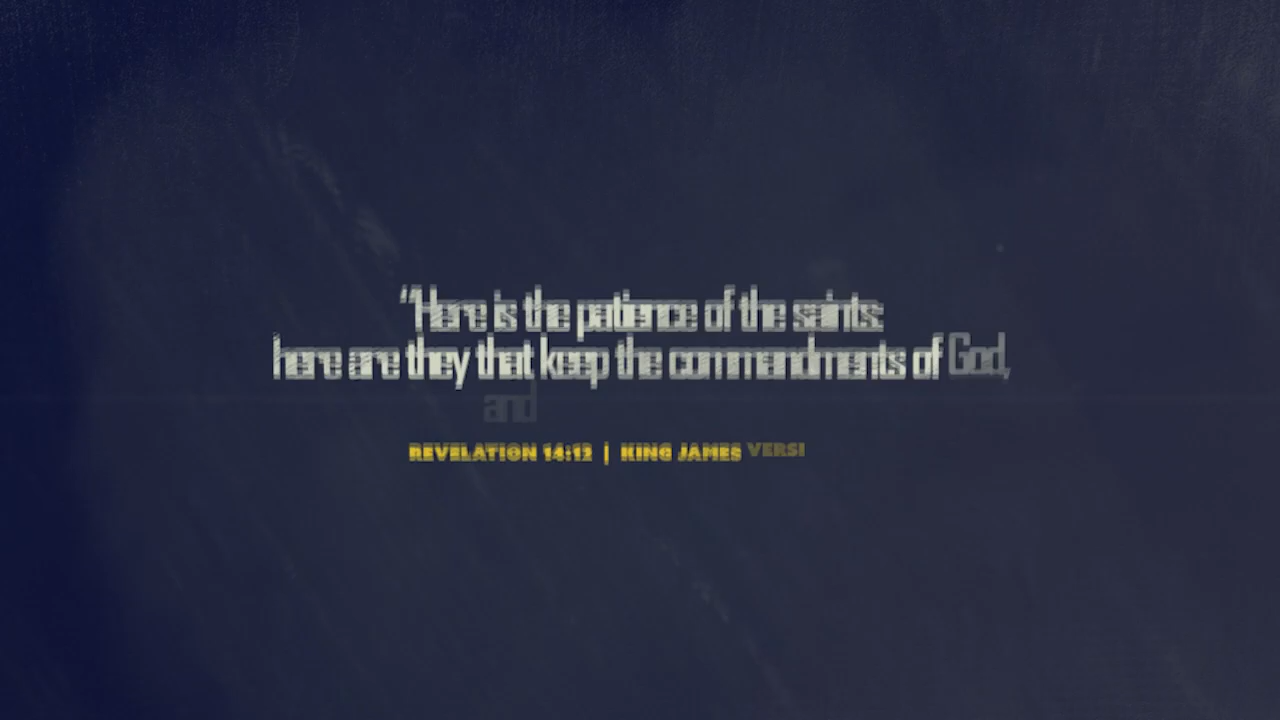 “Here is the patience of the saints:
here are they that keep the commandments of God,
and
REVELATION 14:12 | KING JAMES VERSI